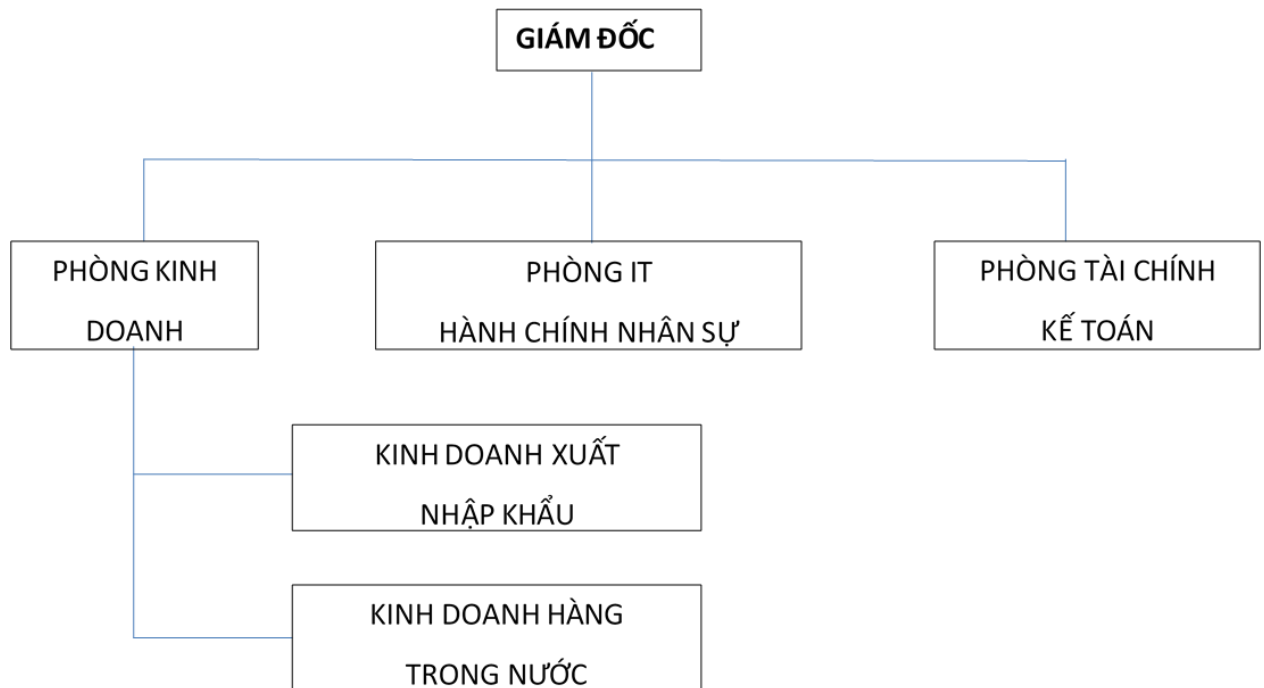 GIÁM ĐỐC
PHÒNG KINH
DOANH
PHÒNG IT
HÀNH CHÍNH NHÂN SỰ
PHÒNG TÀI CHÍNH
KẾ TOÁN
KINH DOANH XUẤT
NHẬP KHẨU
KINH DOANH HÀNG
TRONG NƯỚC